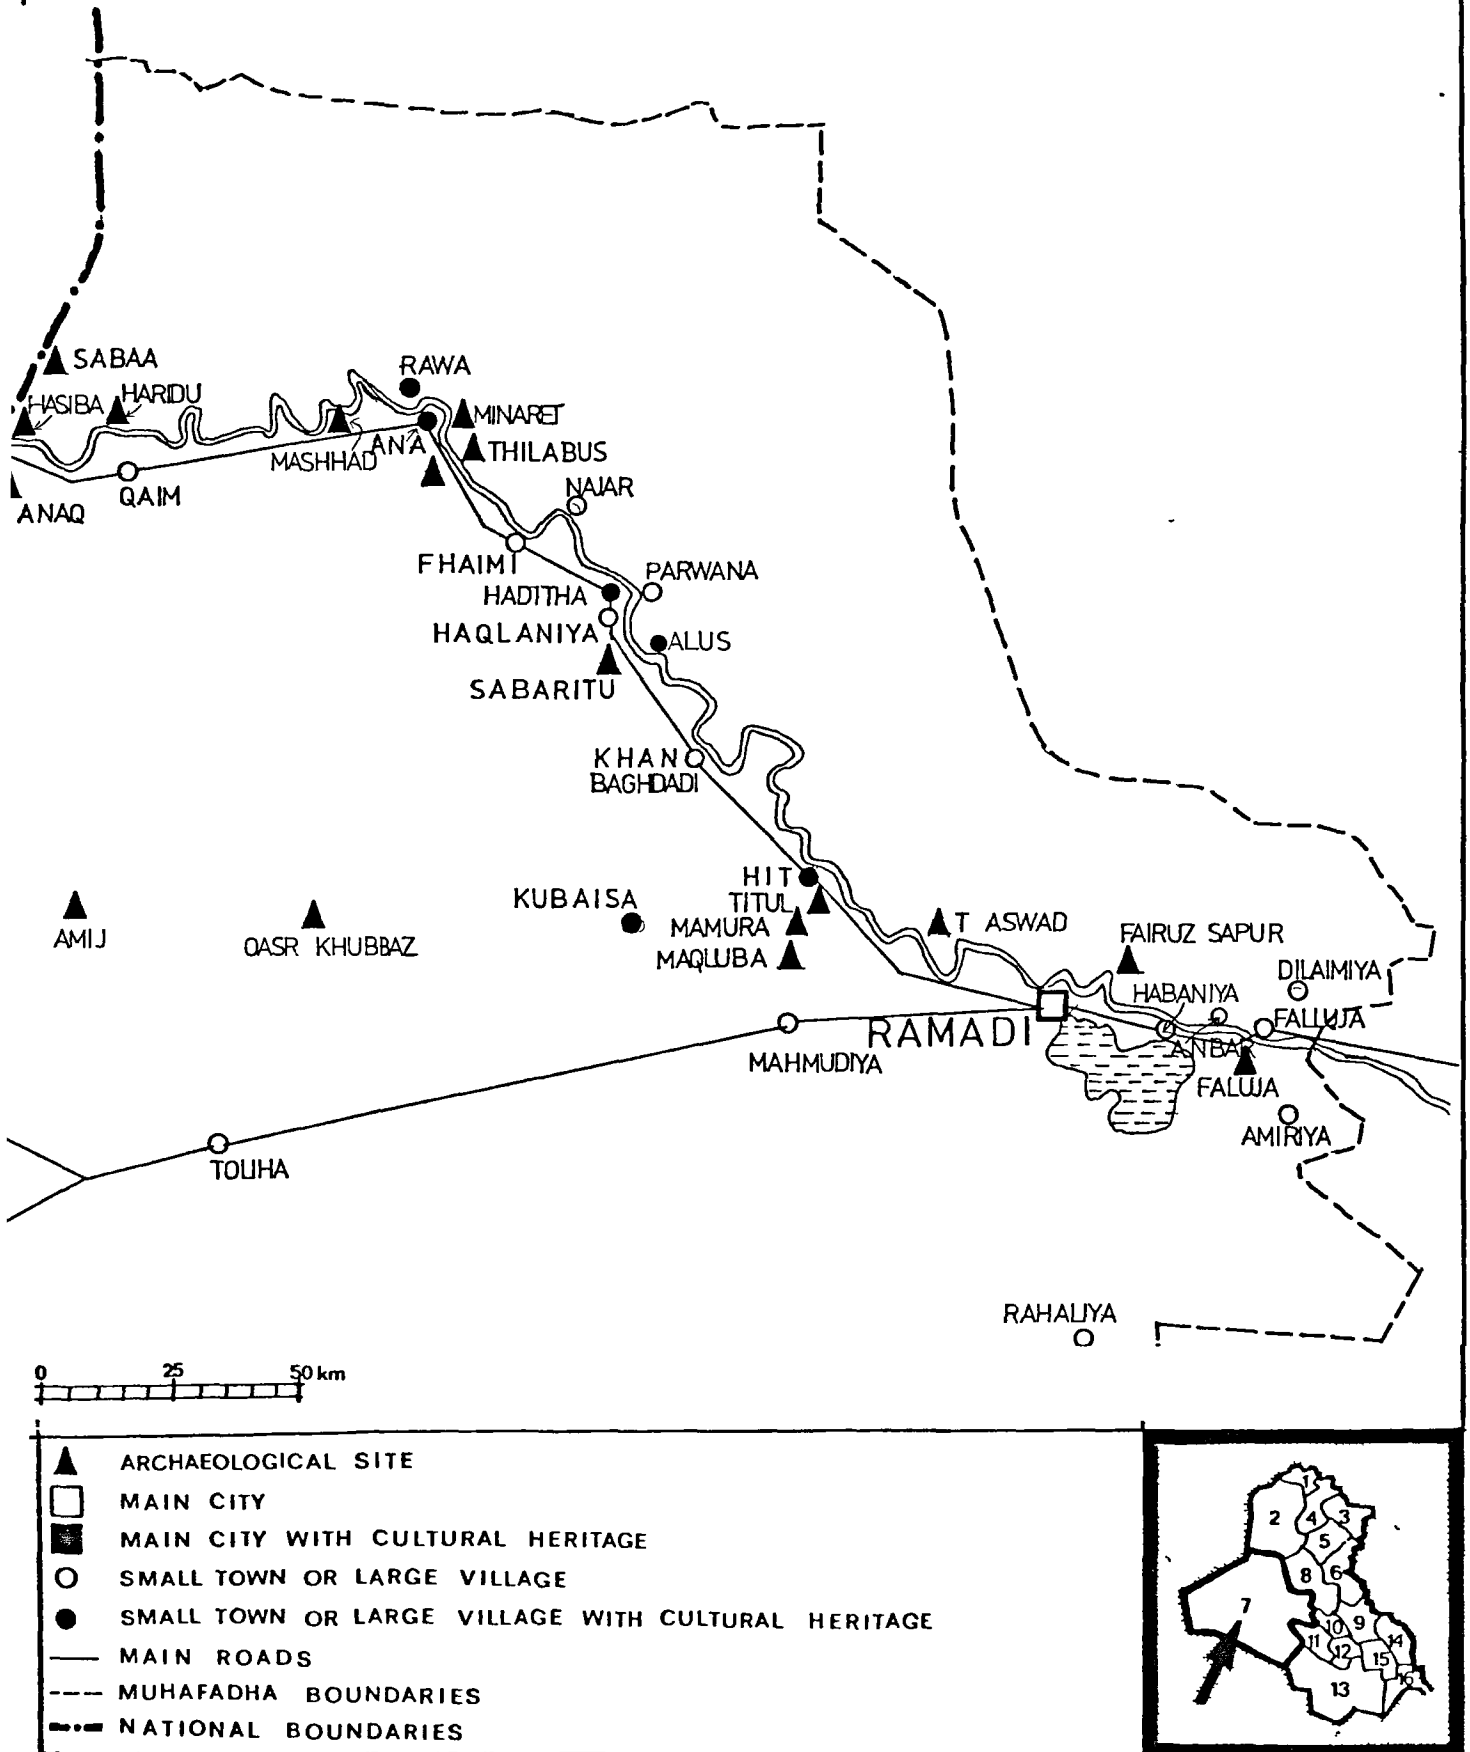 SABAA
RAWA
HASIBA
HARIDU
MINARET
ANA
MASHHAD
THILABUS
QAIM
NAJAR
ANAQ
FHAIMI
PARWANA
HADITHA
HAQLANIYA
ALUS
SABARITU
KHAN
BAGHDADI
HIT
KUBAISA
TITUL
MAMURA
T ASWAD
AMIJ
OASR KHUBBAZ
MAQLUBA
FAIRUZ SAPUR
DILAIMIYA
HABANIYA
FALLUJA
RAMADI
ANBAR
MAHMUDIYA
FALUJA
AMIRIYA
TOUHA
RAHALIYA
0 25 50 km
ARCHAEOLOGICAL SITE
MAIN CITY
MAIN CITY WITH CULTURAL HERITAGE
SMALL TOWN OR LARGE VILLAGE
SMALL TOWN OR LARGE VILLAGE WITH CULTURAL HERITAGE
MAIN ROADS
MUHAFADHA BOUNDARIES
NATIONAL BOUNDARIES
1
2 4 3
5
8 6
7
10 9
11 12 14
15
16
13